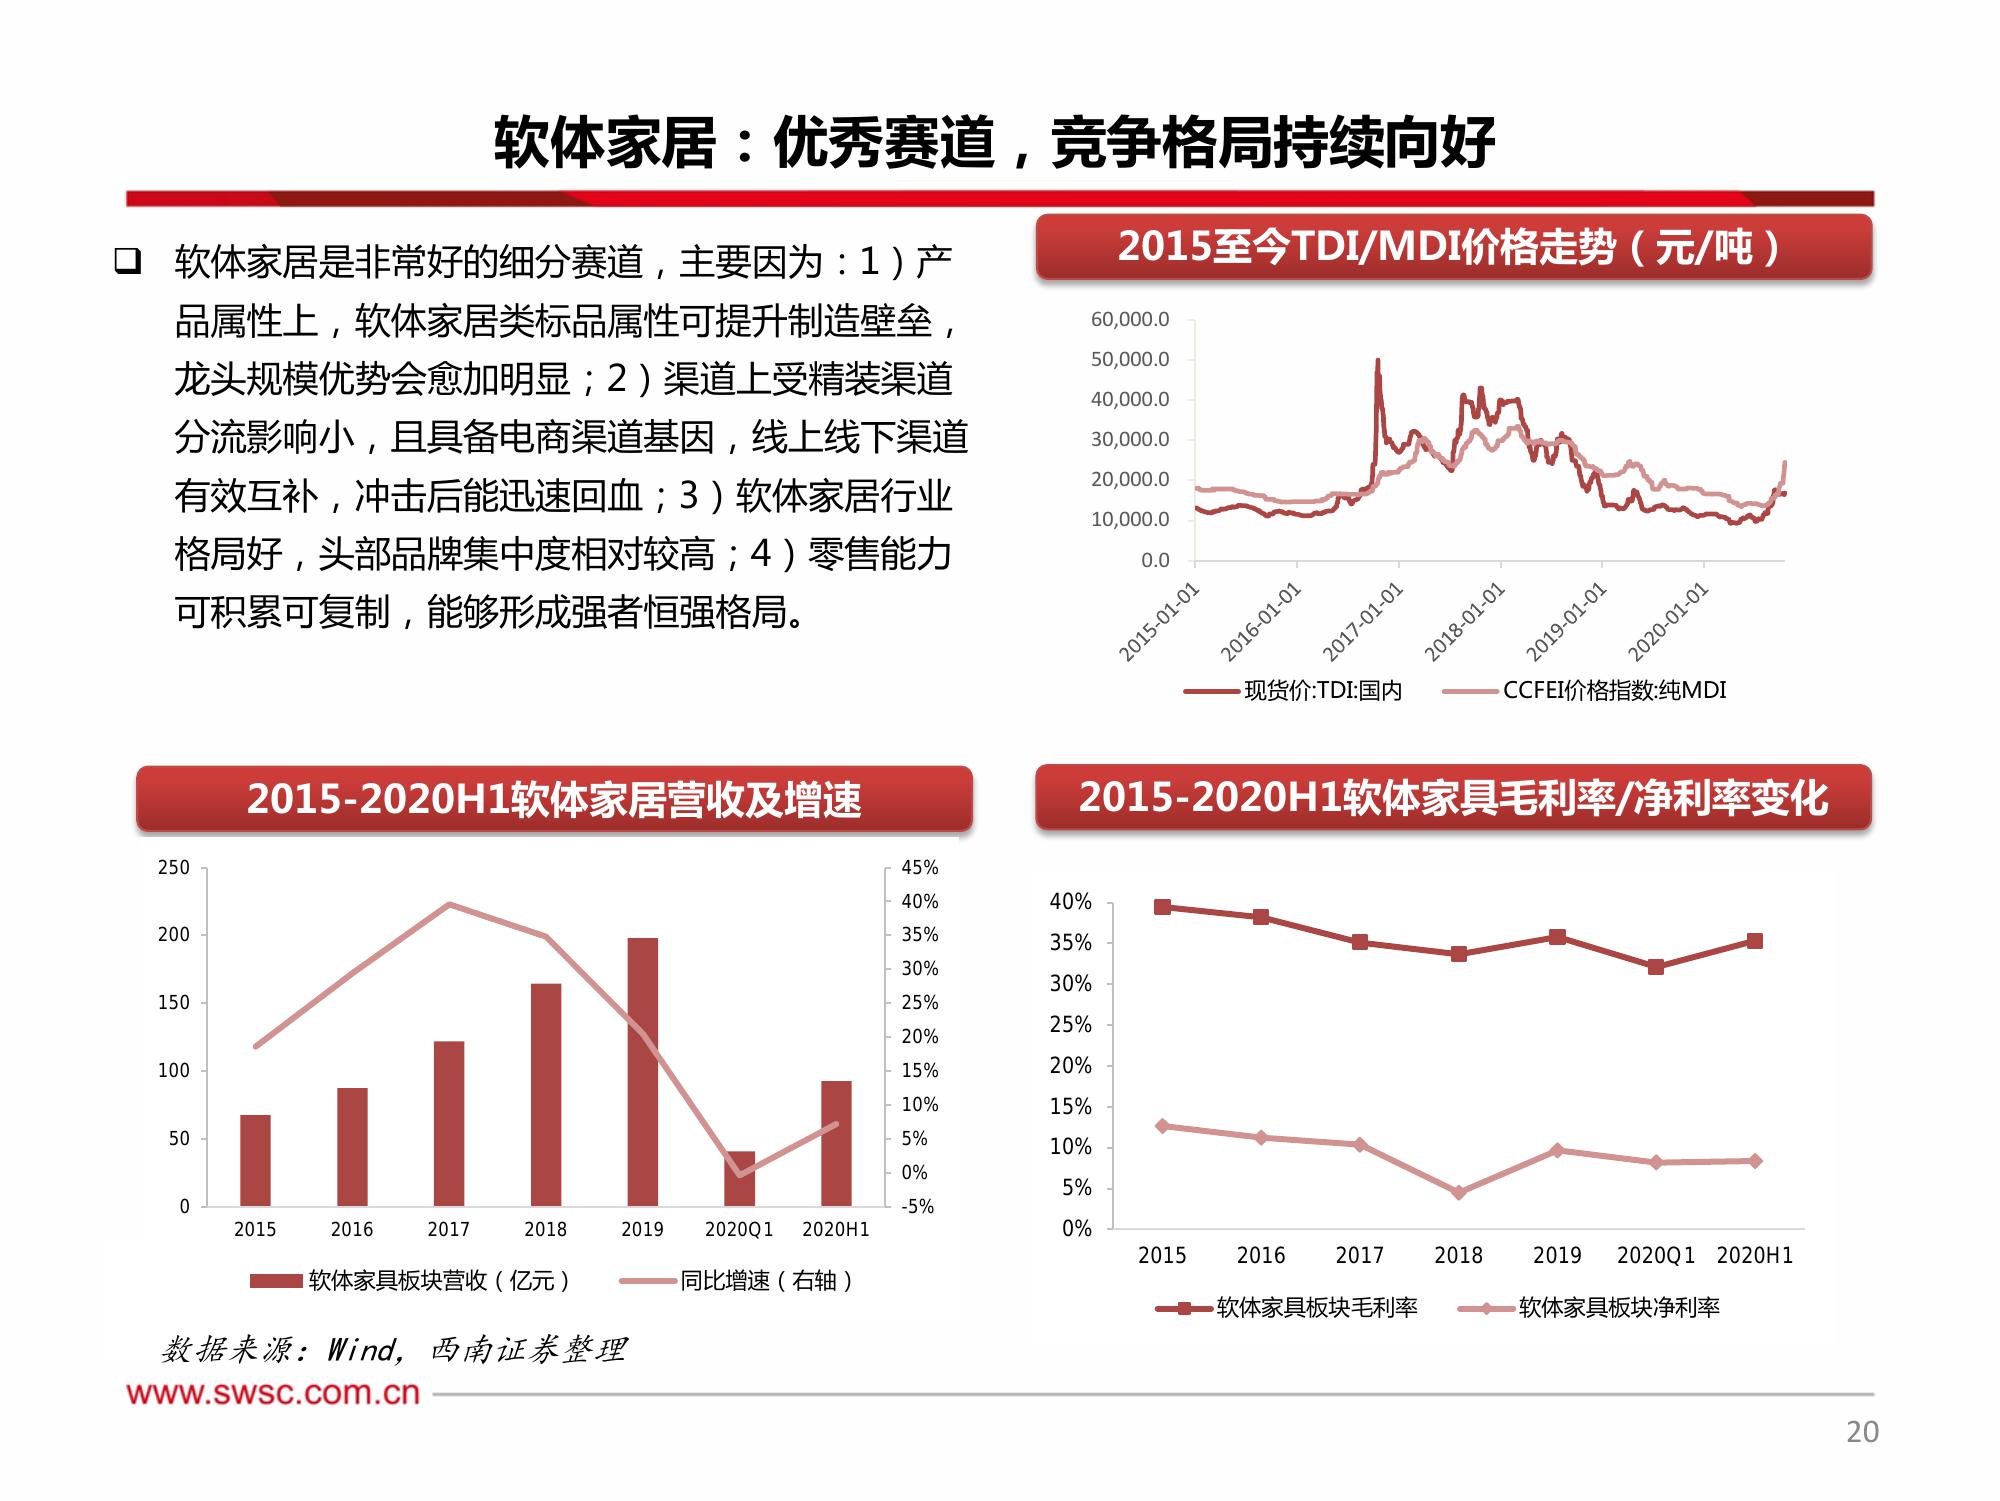 软体家居：优秀赛道，竞争格局持续向好
❑ 软体家居是非常好的细分赛道，主要因为：1）产
品属性上，软体家居类标品属性可提升制造壁垒，
龙头规模优势会愈加明显；2）渠道上受精装渠道
分流影响小，且具备电商渠道基因，线上线下渠道
有效互补，冲击后能迅速回血；3）软体家居行业
格局好，头部品牌集中度相对较高；4）零售能力
可积累可复制，能够形成强者恒强格局。
2015至今TDI/MDI价格走势（元/吨）
60,000.0
50,000.0
40,000.0
30,000.0
20,000.0
10,000.0
0.0
2015-01-01
2016-01-01
2017-01-01
2018-01-01
2019-01-01
2020-01-01
现货价:TDI:国内 CCFEI价格指数:纯MDI
2015-2020H1软体家居营收及增速
250
200
150
100
50
0
45%
40%
35%
30%
25%
20%
15%
10%
5%
0%
-5%
2015 2016 2017 2018 2019 2020Q1 2020H1
软体家具板块营收（亿元） 同比增速（右轴）
2015-2020H1软体家具毛利率/净利率变化
40%
35%
30%
25%
20%
15%
10%
5%
0%
2015 2016 2017 2018 2019 2020Q1 2020H1
软体家具板块毛利率 软体家具板块净利率
数据来源：Wind，西南证券整理
www.swsc.com.cn
20